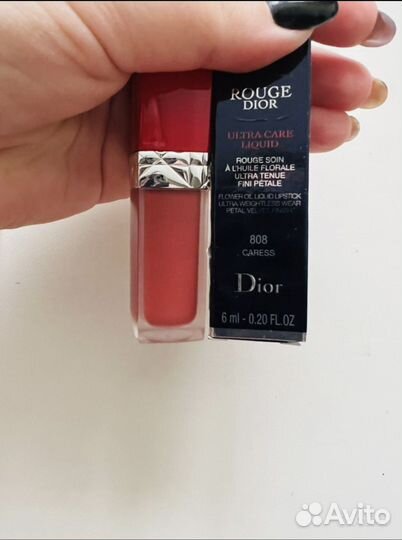 ROUGE
DIOR
ULTRA CARE
LIQUID
ROUGE SOIN
À L'HUILE FLORALE
ULTRA TENUE
FINI PÉTALE
FLOWER OIL LIQUID LIPSTICK
ULTRA WEIGHTLESS WEAR
PETAL VELVET FINISH
808
CARESS
Dior
6 ml - 0.20 FL.OZ
Avito